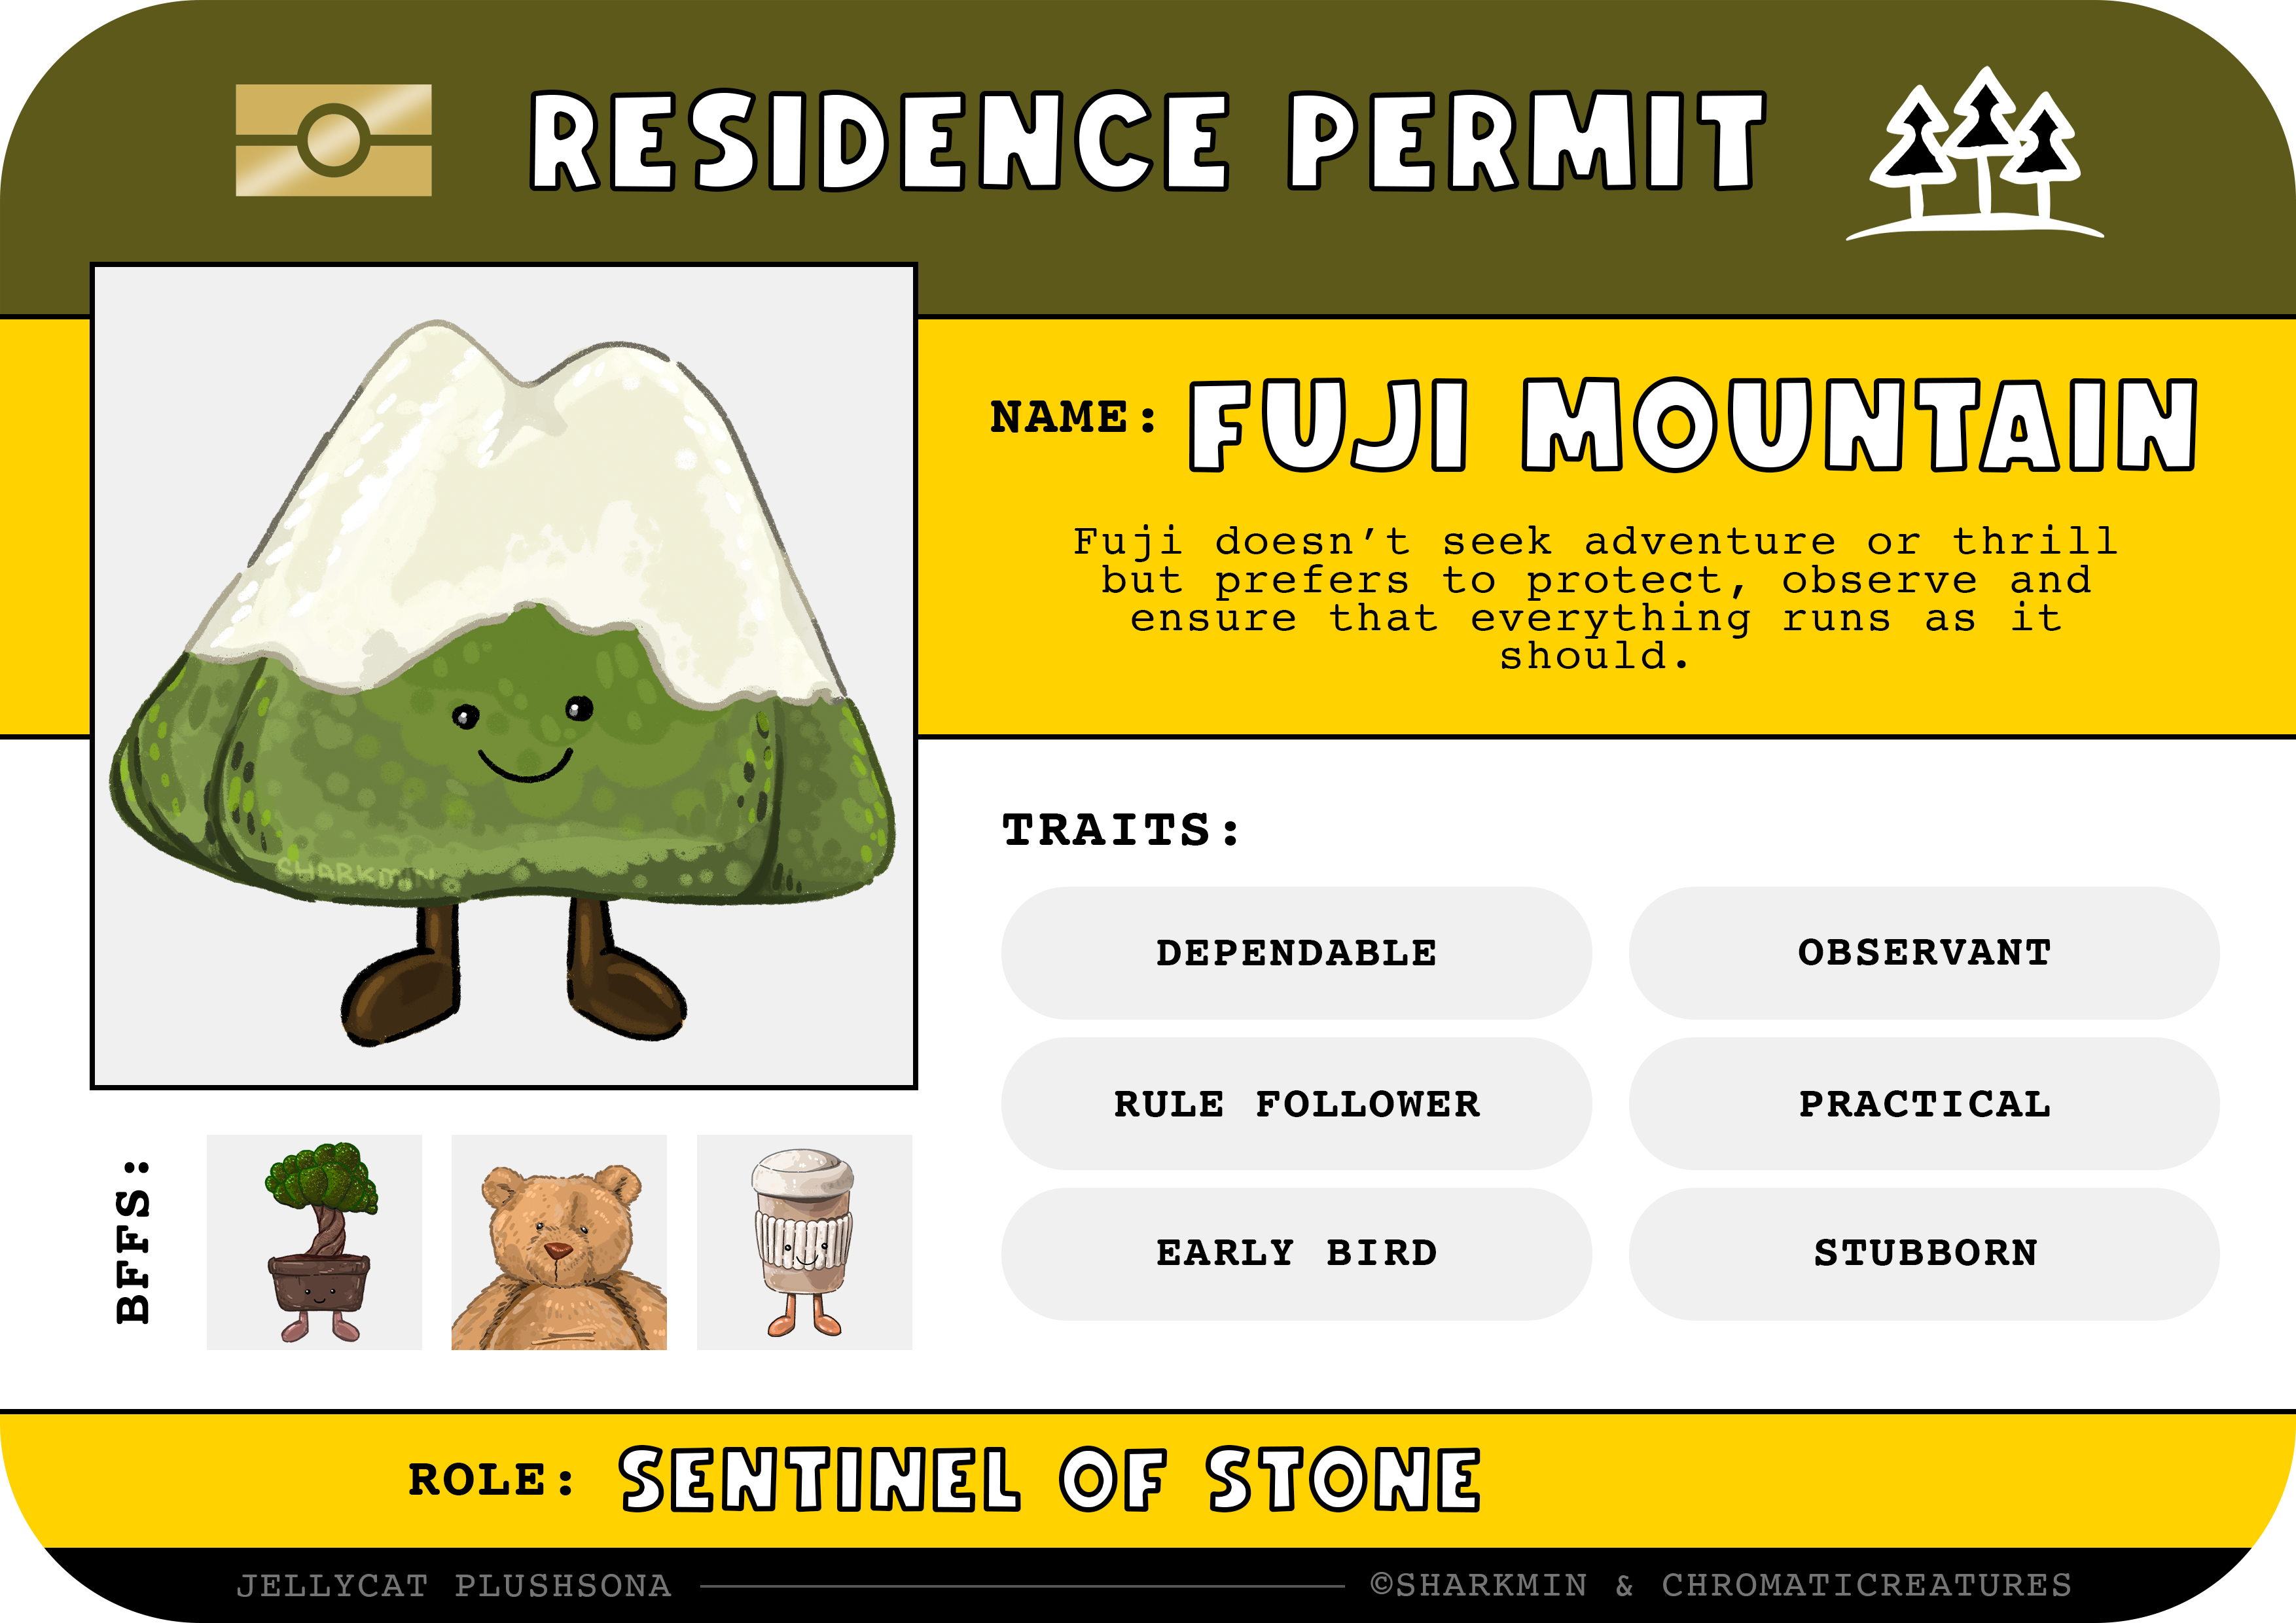 RESIDENCE PERMIT
NAME: FUJI MOUNTAIN
Fuji doesn’t seek adventure or thrill
but prefers to protect, observe and
ensure that everything runs as it
should.
SHARKMIN
TRAITS:
DEPENDABLE
OBSERVANT
RULE FOLLOWER
PRACTICAL
EARLY BIRD
STUBBORN
BFFS:
ROLE: SENTINEL OF STONE
JELLYCAT PLUSHSONA
©SHARKMIN & CHROMATICREATURES